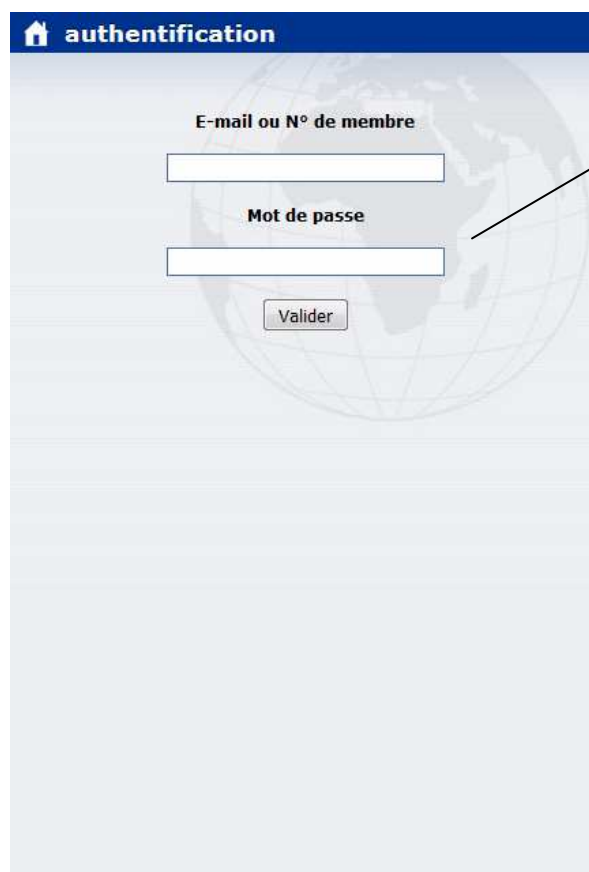 authentification
E-mail ou N° de membre
Mot de passe
Valider